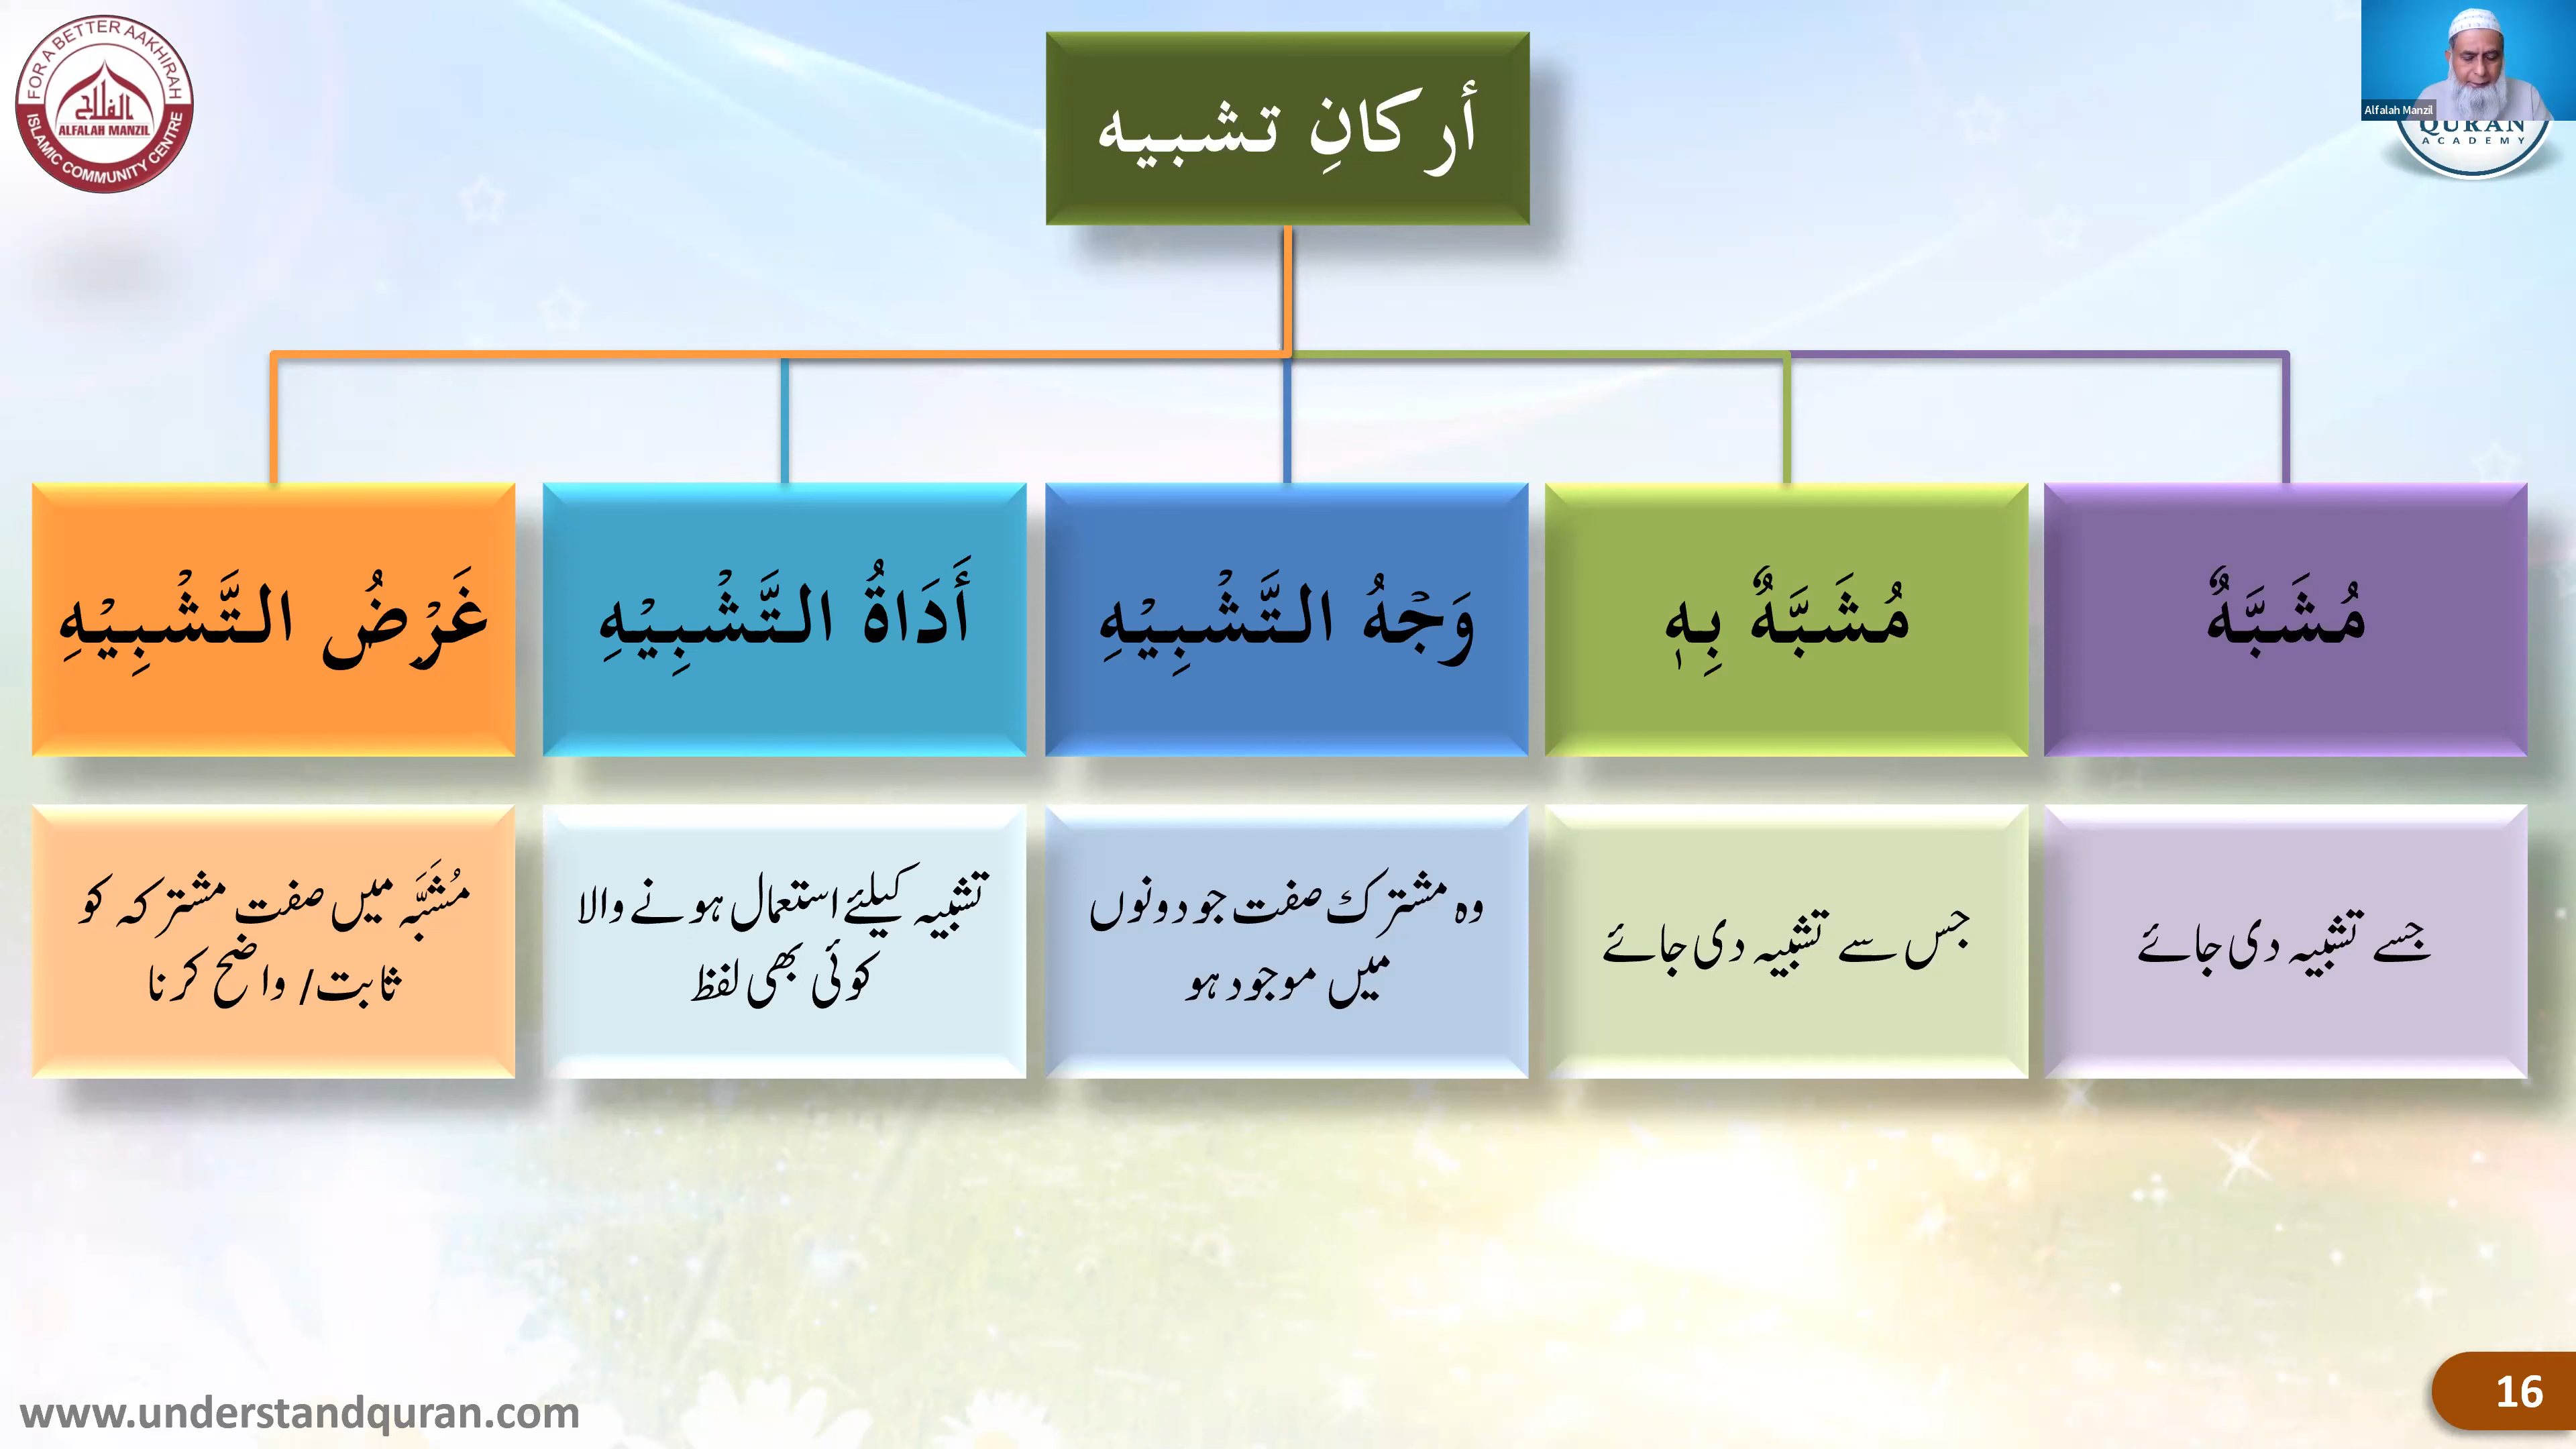 FOR A BETTER AAKHIRAH
الفلاح
ALFALAH MANZIL
ISLAMIC COMMUNITY CENTRE
أركانِ تشبیه
Alfalah Manzil
QURAN
ACADEMY
مُشَبَّهٌ
مُشَبَّهٌ بِهٖ
وَجْهُ التَّشْبِيْهِ
أَدَاةُ التَّشْبِيْهِ
غَرْضُ التَّشْبِيْهِ
جسے تشبیہ دی جائے
جس سے تشبیہ دی جائے
وہ مشترک صفت جو دونوں
میں موجود ہو
تشبیہ کیلئے استعمال ہونے والا
کوئی بھی لفظ
مُشَبَّہ میں صفت مشترکہ کو
ثابت/ واضح کرنا
www.understandquran.com
16